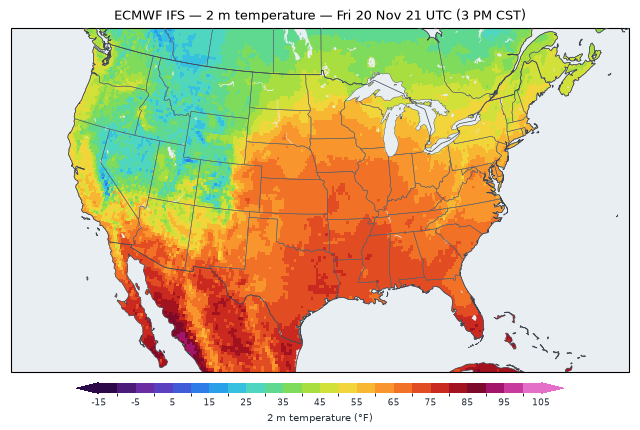 ECMWF IFS — 2 m temperature — Fri 20 Nov 21 UTC (3 PM CST)
-15 -5 5 15 25 35 45 55 65 75 85 95 105
2 m temperature (°F)